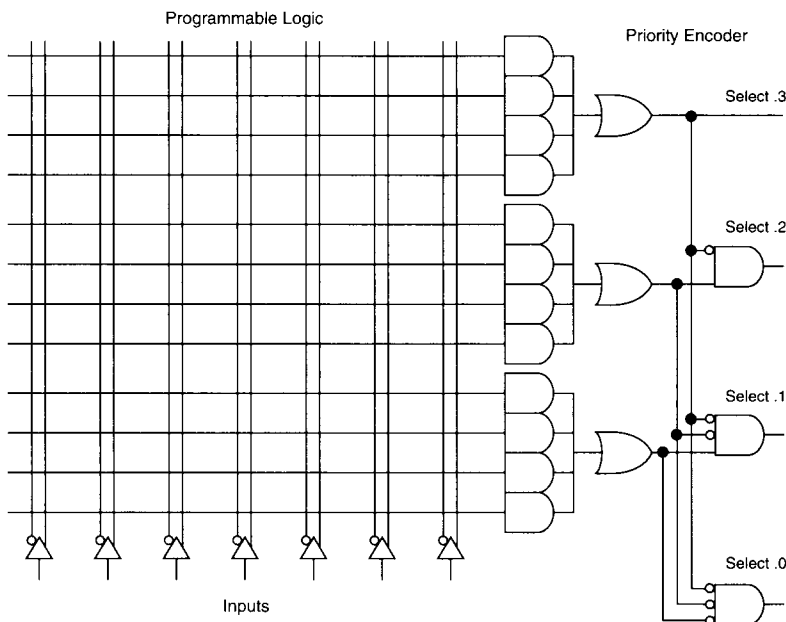 Programmable Logic
Priority Encoder
Select .3
Select .2
Select .1
Select .0
Inputs